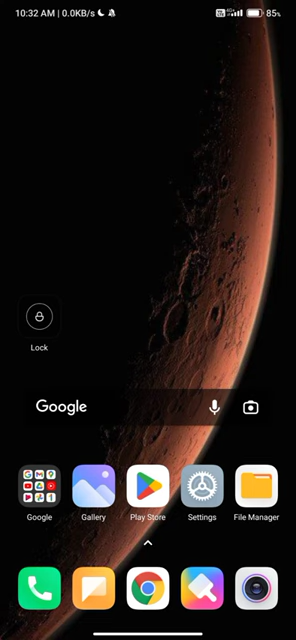 10:32 AM | 0.0KB/s
85%
Lock
Google
Google
Gallery
Play Store
Settings
File Manager